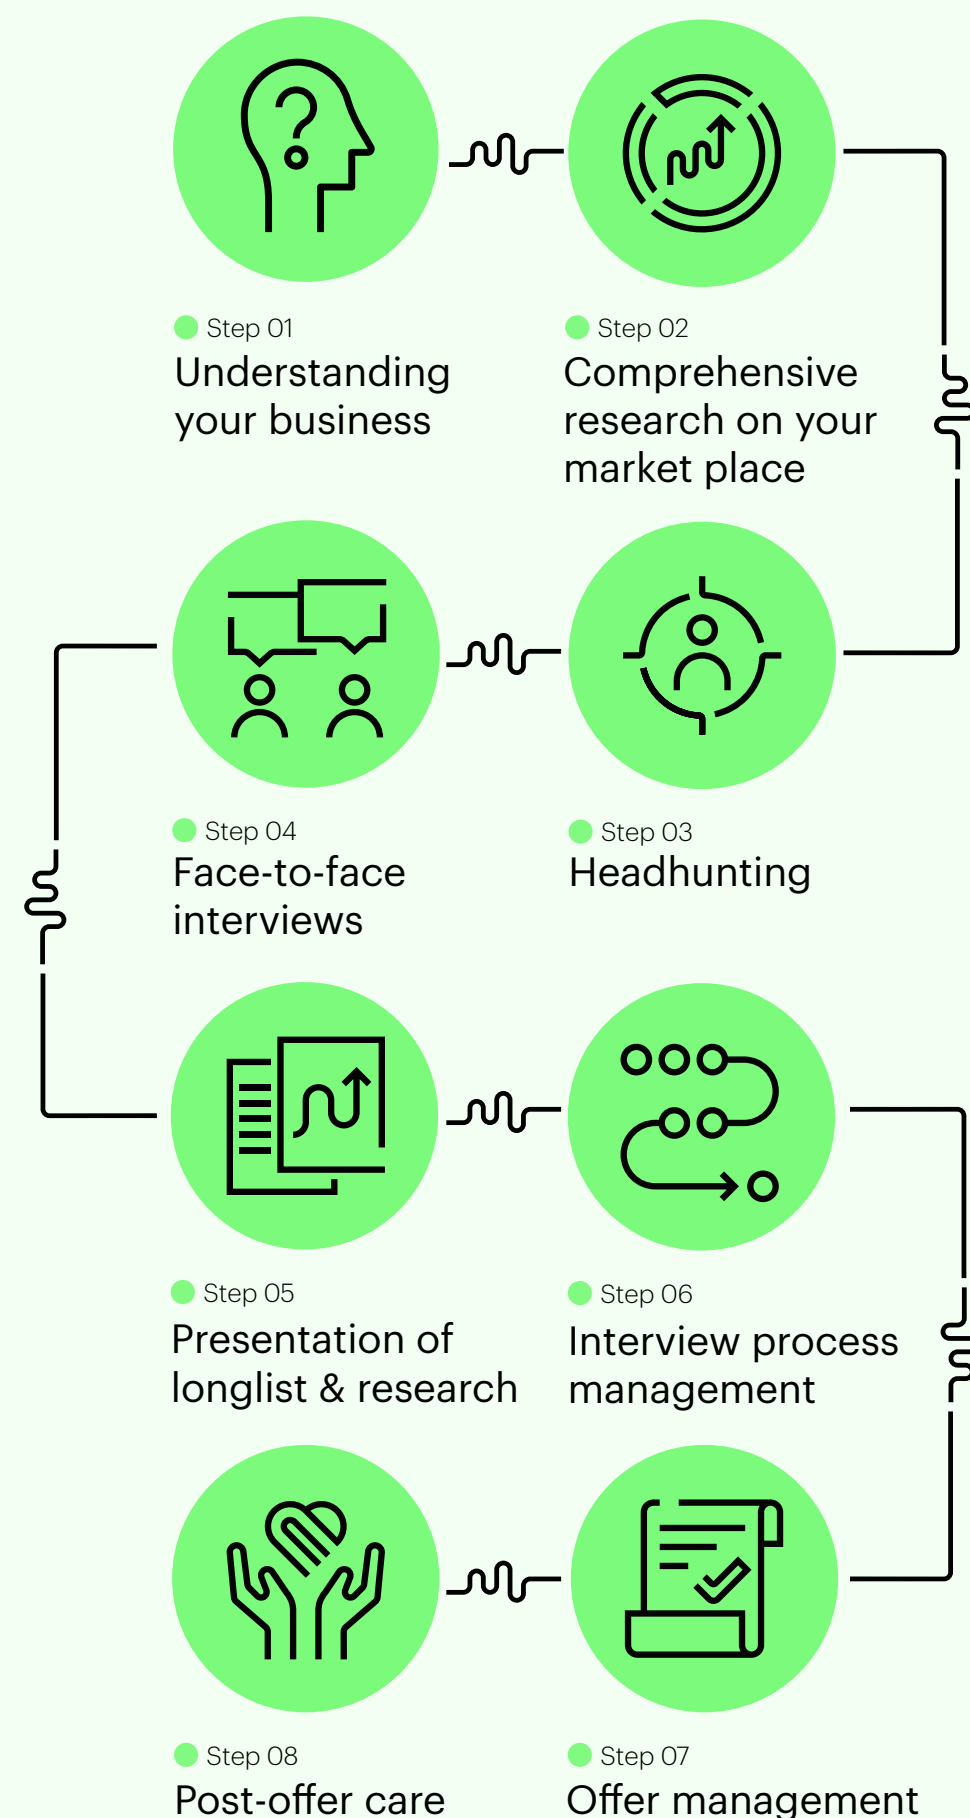 Step 01
Understanding
your business
Step 02
Comprehensive
research on your
market place
Step 03
Headhunting
Step 04
Face-to-face
interviews
Step 05
Presentation of
longlist & research
Step 06
Interview process
management
Step 07
Offer management
Step 08
Post-offer care